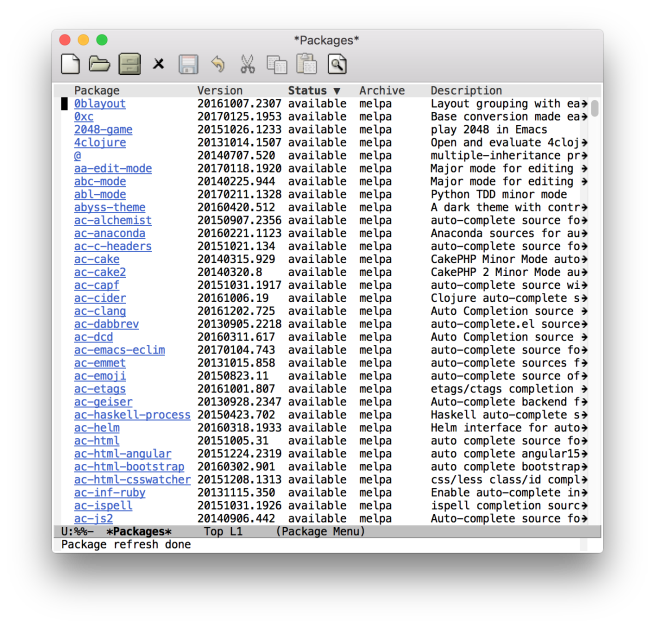 *Packages*
Package Version Status ▼ Archive Description
0blayout 20161007.2307 available melpa Layout grouping with ea→
0xc 20170125.1953 available melpa Base conversion made ea→
2048-game 20151026.1233 available melpa play 2048 in Emacs
4clojure 20131014.1507 available melpa Open and evaluate 4cloj→
@ 20140707.520 available melpa multiple-inheritance pr→
aa-edit-mode 20170118.1920 available melpa Major mode for editing →
abc-mode 20140225.944 available melpa Major mode for editing →
abl-mode 20170211.1328 available melpa Python TDD minor mode
abyss-theme 20160420.512 available melpa A dark theme with contr→
ac-alchemist 20150907.2356 available melpa auto-complete source fo→
ac-anaconda 20160221.1123 available melpa Anaconda sources for au→
ac-c-headers 20151021.134 available melpa auto-complete source fo→
ac-cake 20140315.929 available melpa CakePHP Minor Mode auto→
ac-cake2 20140320.8 available melpa CakePHP 2 Minor Mode au→
ac-capf 20151031.1917 available melpa auto-complete source wi→
ac-cider 20161006.19 available melpa Clojure auto-complete s→
ac-clang 20161202.725 available melpa Auto Completion source →
ac-dabbrev 20130905.2218 available melpa auto-complete.el source→
ac-dcd 20160311.617 available melpa Auto Completion source →
ac-emacs-eclim 20170104.743 available melpa auto-complete source fo→
ac-emmet 20131015.858 available melpa auto-complete sources f→
ac-emoji 20150823.11 available melpa auto-complete source of→
ac-etags 20161001.807 available melpa etags/ctags completion →
ac-geiser 20130928.2347 available melpa Auto-complete backend f→
ac-haskell-process 20150423.702 available melpa Haskell auto-complete s→
ac-helm 20160318.1933 available melpa Helm interface for auto→
ac-html 20151005.31 available melpa auto complete source fo→
ac-html-angular 20151224.2319 available melpa auto complete angular15→
ac-html-bootstrap 20160302.901 available melpa auto complete bootstrap→
ac-html-csswatcher 20151208.1313 available melpa css/less class/id compl→
ac-inf-ruby 20131115.350 available melpa Enable auto-complete in→
ac-ispell 20151031.1926 available melpa ispell completion sourc→
ac-js2 20140906.442 available melpa Auto-complete source fo→
U:%%- *Packages* Top L1 (Package Menu)
Package refresh done